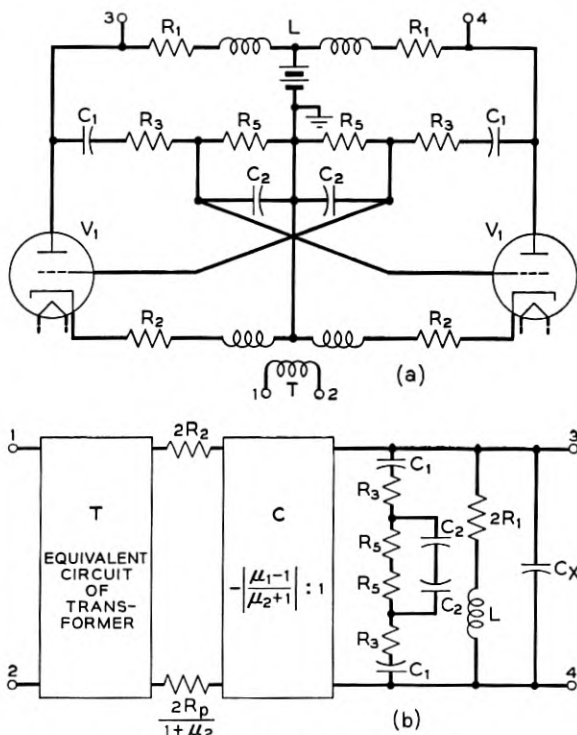 3 R₁ L R₁ 4
C₁ R₃ R₅ R₅ R₃ C₁
C₂ C₂
V₁ V₁
R₂ R₂
1 T 2
(a)
1 2R₂ 3
T C
EQUIVALENT
CIRCUIT
OF
TRANS-
FORMER
-|μ₁-1/μ₂+1| : 1
C₁
R₃
R₅
R₅
R₃
C₁
C₂
C₂
2R₁
L
Cₓ
2 4
2Rₚ/1+μ₂
(b)